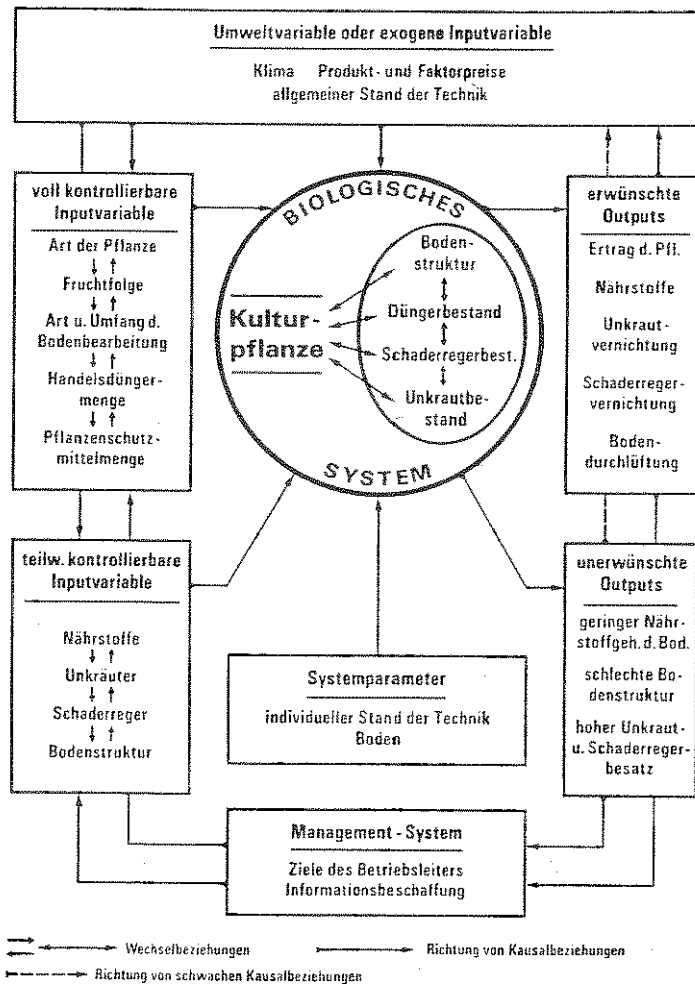 Umweltvariable oder exogene Inputvariable
Klima Produkt- und Faktorpreise
allgemeiner Stand der Technik
voll kontrollierbare
Inputvariable
Art der Pflanze
Fruchtfolge
Art u. Umfang d.
Bodenbearbeitung
Handelsdünger-
menge
Pflanzenschutz-
mittelmenge
BIOLOGISCHES
SYSTEM
Kultur-
pflanze
Boden-
struktur
Düngerbestand
Schaderregerbest.
Unkrautbe-
stand
erwünschte
Outputs
Ertrag d. Pfl.
Nährstoffe
Unkraut-
vernichtung
Schaderreger-
vernichtung
Boden-
durchlüftung
teilw. kontrollierbare
Inputvariable
Nährstoffe
Unkräuter
Schaderreger
Bodenstruktur
Systemparameter
individueller Stand der Technik
Boden
unerwünschte
Outputs
geringer Nähr-
stoffgeh. d. Bod.
schlechte Bo-
denstruktur
hoher Unkraut-
u. Schaderreger-
besatz
Management - System
Ziele des Betriebsleiters
Informationsbeschaffung
Wechselbeziehungen
Richtung von Kausalbeziehungen
Richtung von schwachen Kausalbeziehungen